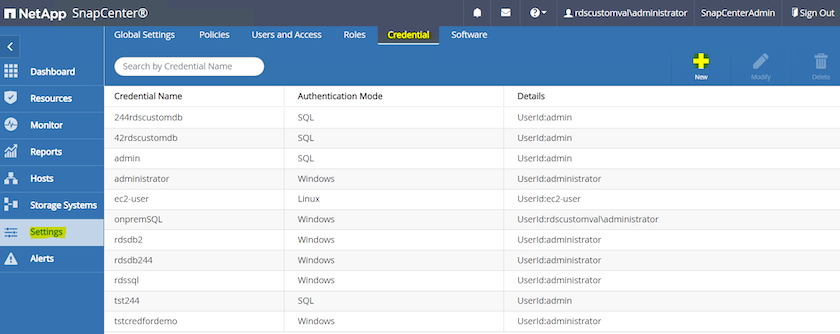 NetApp SnapCenter®
rdscustomval\administrator SnapCenterAdmin Sign Out
Global Settings Policies Users and Access Roles Credential Software
Search by Credential Name
New Modify Delete
Dashboard
Resources
Monitor
Reports
Hosts
Storage Systems
Settings
Alerts
Credential Name Authentication Mode Details
244rdscustomdb SQL UserId:admin
42rdscustomdb SQL UserId:admin
admin SQL UserId:admin
administrator Windows UserId:administrator
ec2-user Linux UserId:ec2-user
onpremSQL Windows UserId:rdscustomval\administrator
rdsdb2 Windows UserId:administrator
rdsdb244 Windows UserId:administrator
rdssql Windows UserId:administrator
tst244 SQL UserId:admin
tstcredfordemo Windows UserId:administrator